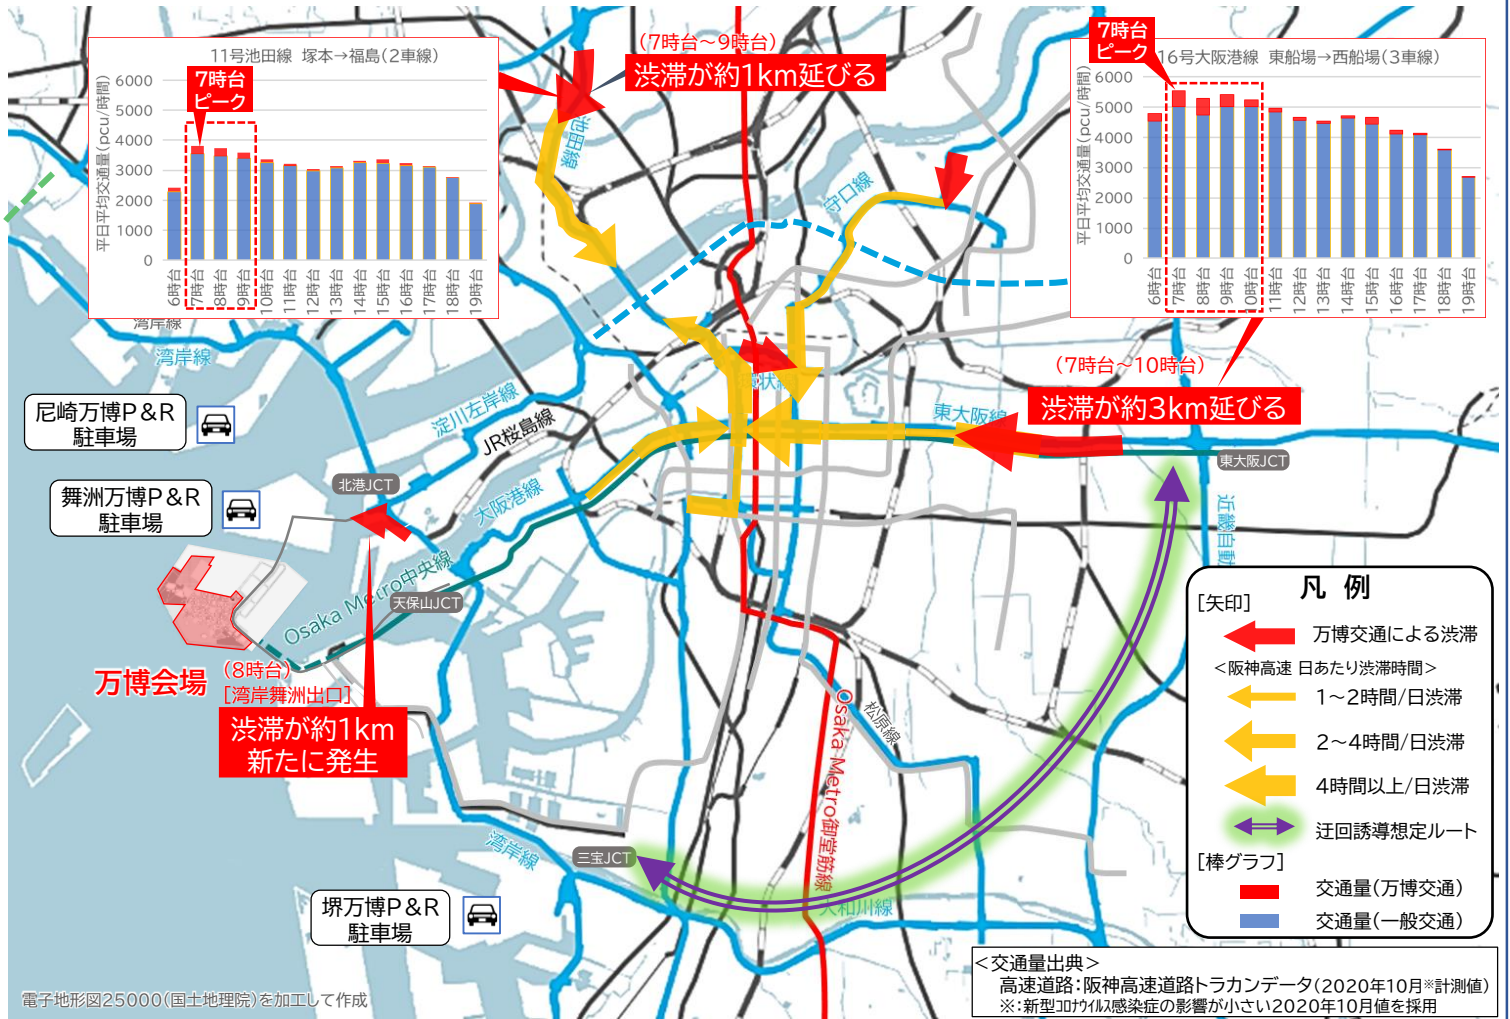 11号池田線 塚本→福島(2車線)
平日平均交通量(pcu/時間)
6000
5000
4000
3000
2000
1000
0
7時台
ピーク
6時台
7時台
8時台
9時台
10時台
11時台
12時台
13時台
14時台
15時台
16時台
17時台
18時台
19時台
(7時台~9時台)
渋滞が約1km延びる
16号大阪港線 東船場→西船場(3車線)
平日平均交通量(pcu/時間)
6000
5000
4000
3000
2000
1000
0
7時台
ピーク
6時台
7時台
8時台
9時台
10時台
11時台
12時台
13時台
14時台
15時台
16時台
17時台
18時台
19時台
(7時台~10時台)
渋滞が約3km延びる
池田線
守口線
湾岸線
湾岸線
淀川左岸線
JR桜島線
環状線
東大阪線
東大阪JCT
大阪港線
近畿自動
尼崎万博P&R
駐車場
舞洲万博P&R
駐車場
北港JCT
Osaka Metro中央線
天保山JCT
万博会場
(8時台)
[湾岸舞洲出口]
渋滞が約1km
新たに発生
Osaka Metro御堂筋線
松原線
湾岸線
三宝JCT
大和川線
堺万博P&R
駐車場
凡 例
[矢印]
万博交通による渋滞
<阪神高速 日あたり渋滞時間>
1~2時間/日渋滞
2~4時間/日渋滞
4時間以上/日渋滞
迂回誘導想定ルート
[棒グラフ]
交通量(万博交通)
交通量(一般交通)
<交通量出典>
高速道路:阪神高速道路トラカンデータ(2020年10月※計測値)
※:新型コロナウイルス感染症の影響が小さい2020年10月値を採用
電子地形図25000(国土地理院)を加工して作成